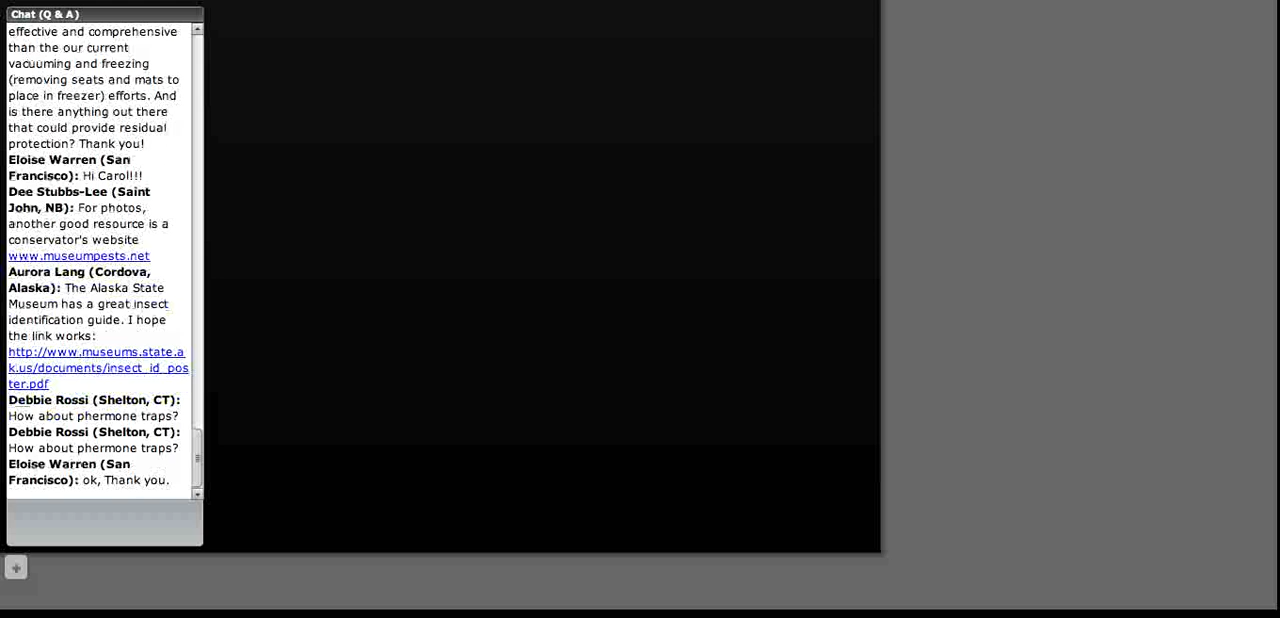 Chat (Q & A)
effective and comprehensive
than the our current
vacuuming and freezing
(removing seats and mats to
place in freezer) efforts. And
is there anything out there
that could provide residual
protection? Thank you!
Eloise Warren (San
Francisco): Hi Carol!!!
Dee Stubbs-Lee (Saint
John, NB): For photos,
another good resource is a
conservator's website
www.museumpests.net
Aurora Lang (Cordova,
Alaska): The Alaska State
Museum has a great insect
identification guide. I hope
the link works:
http://www.museums.state.a
k.us/documents/insect_id_pos
ter.pdf
Debbie Rossi (Shelton, CT):
How about phermone traps?
Debbie Rossi (Shelton, CT):
How about phermone traps?
Eloise Warren (San
Francisco): ok, Thank you.